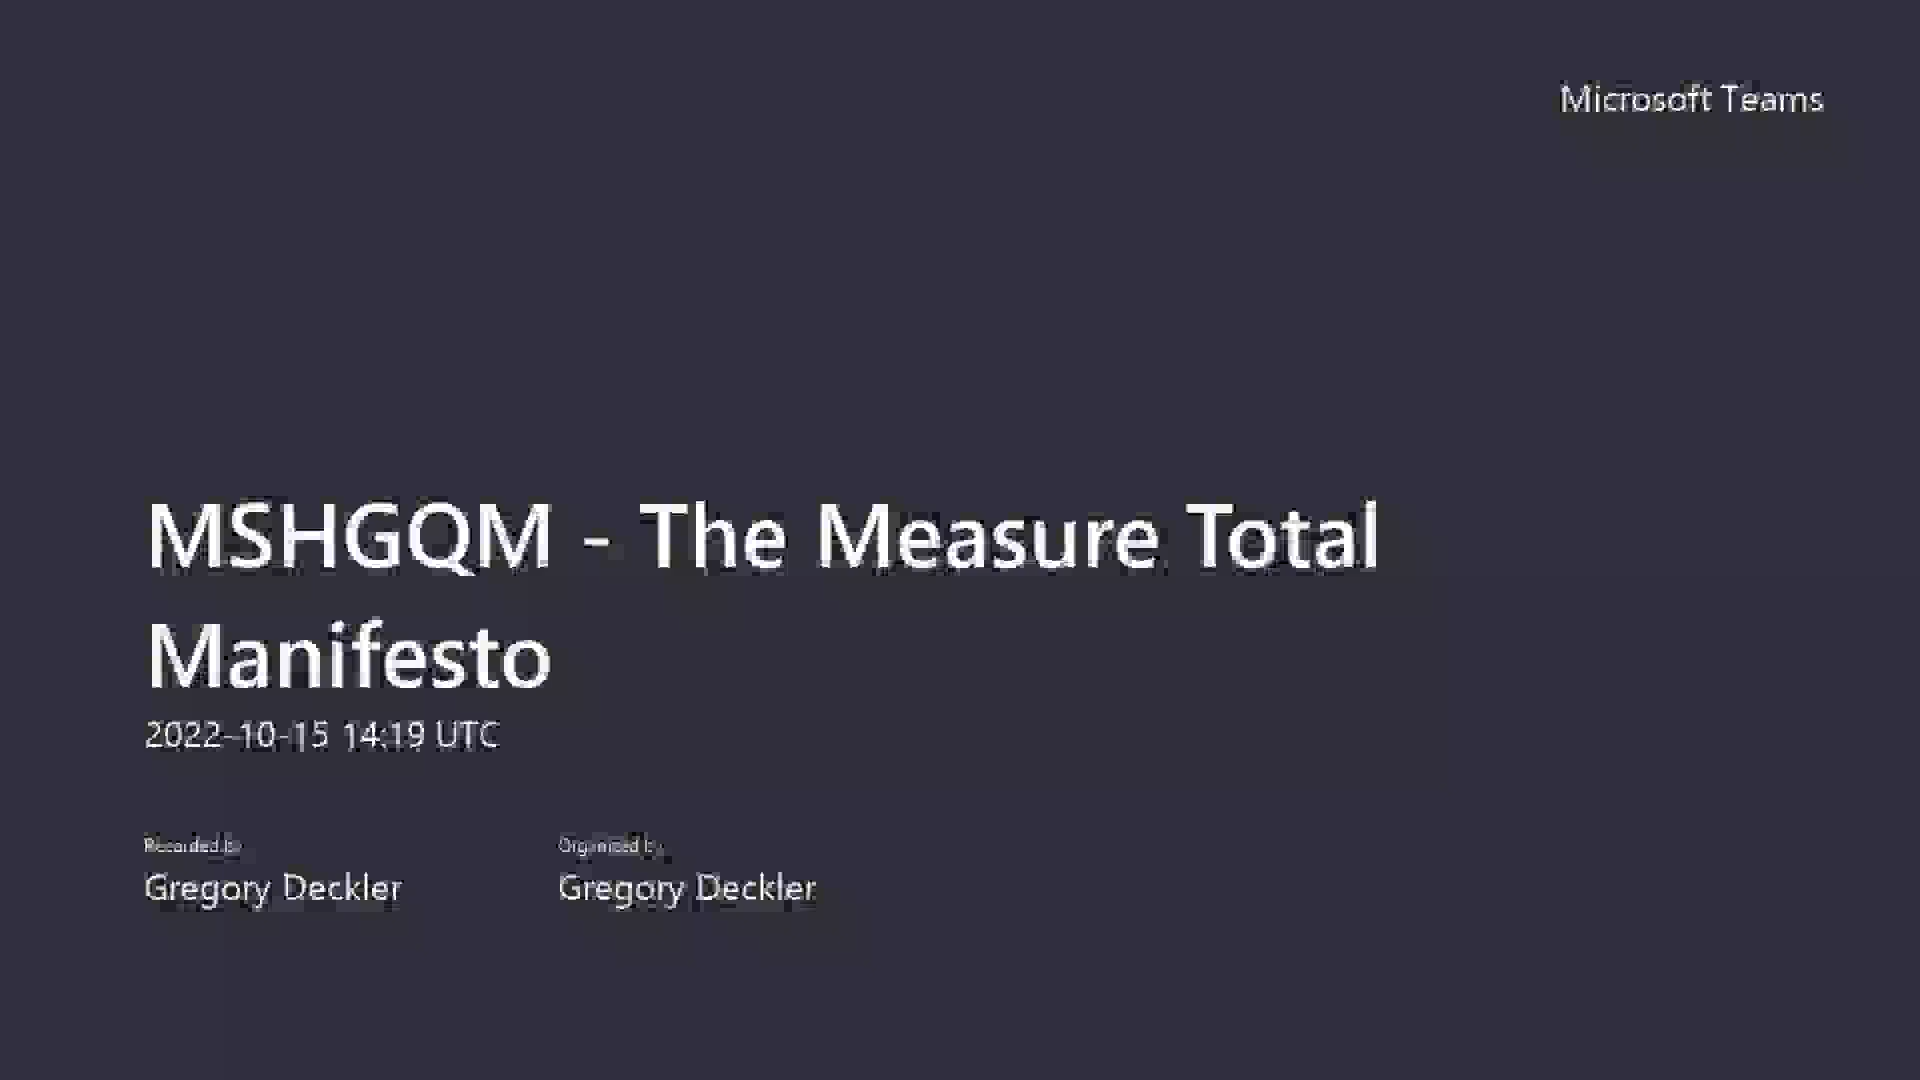 Microsoft Teams
MSHGQM - The Measure Total
Manifesto
2022-10-15 14:19 UTC
Recorded by
Organized by
Gregory Deckler
Gregory Deckler